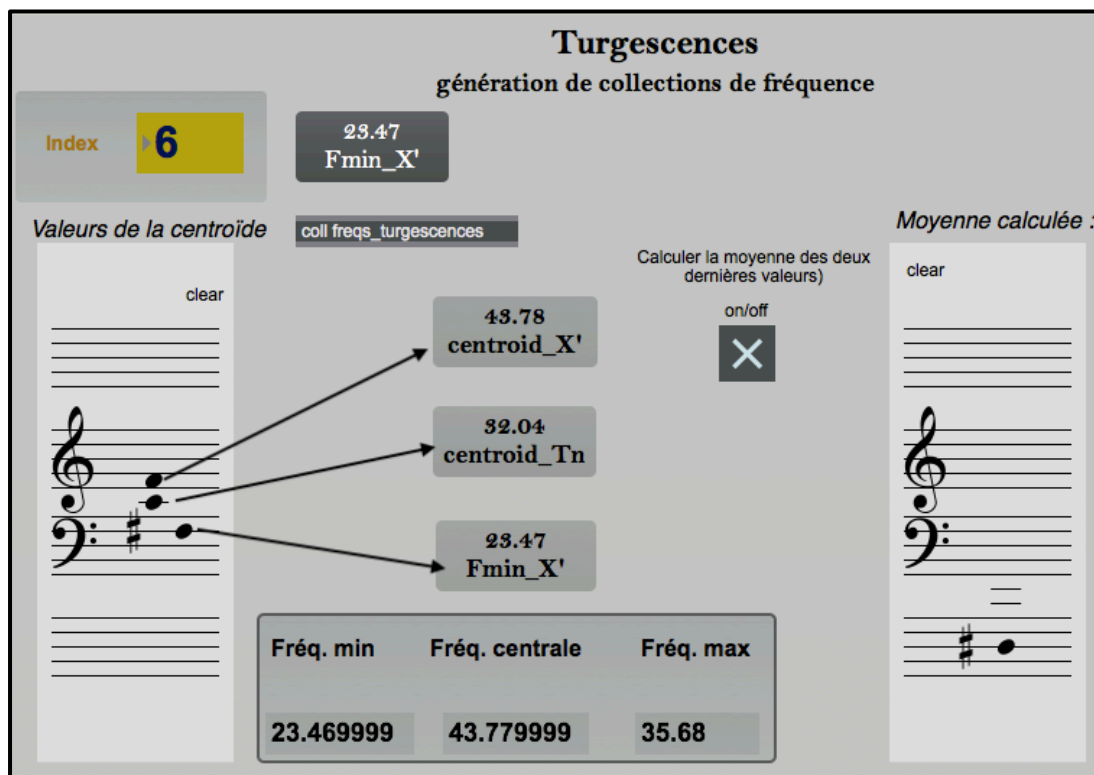 Turgescences
génération de collections de fréquence
Index
6
23.47
Fmin_X'
Valeurs de la centroïde
coll freqs_turgescences
Moyenne calculée :
clear
Calculer la moyenne des deux
dernières valeurs)
on/off
clear
43.78
centroid_X'
32.04
centroid_Tn
23.47
Fmin_X'
Fréq. min
Fréq. centrale
Fréq. max
23.469999
43.779999
35.68